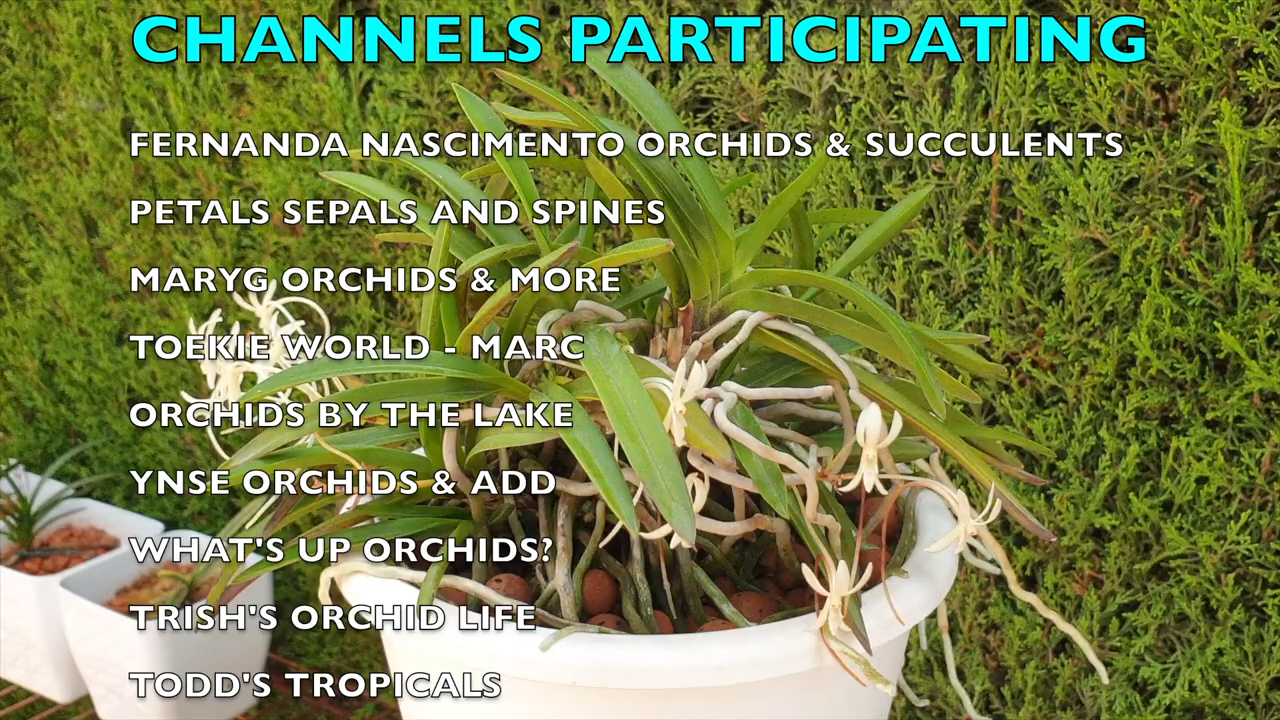 CHANNELS PARTICIPATING
FERNANDA NASCIMENTO ORCHIDS & SUCCULENTS
PETALS SEPALS AND SPINES
MARYG ORCHIDS & MORE
TOEKIE WORLD - MARC
ORCHIDS BY THE LAKE
YNSE ORCHIDS & ADD
WHAT'S UP ORCHIDS?
TRISH'S ORCHID LIFE
TODD'S TROPICALS